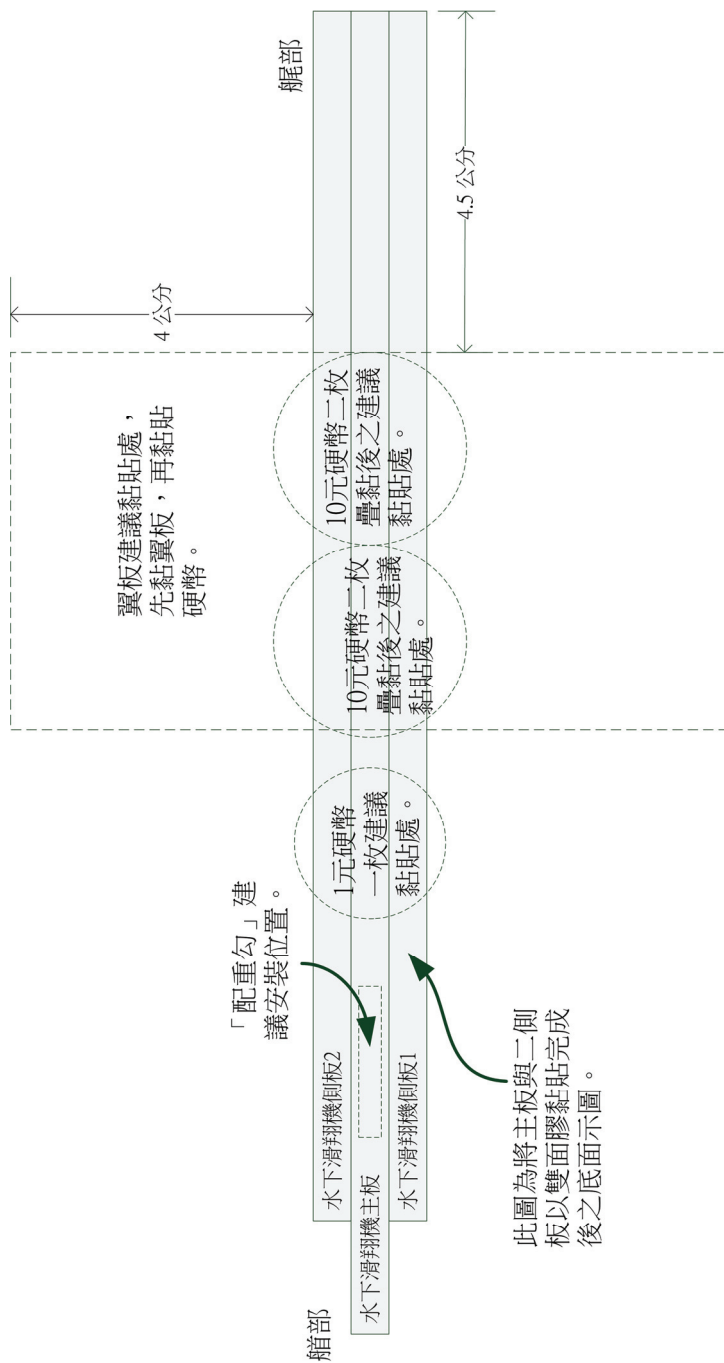 艏部
艉部
水下滑翔機側板2
水下滑翔機主板
水下滑翔機側板1
「配重勾」建
議安裝位置。
1元硬幣
一枚建議
黏貼處。
10元硬幣二枚
疊黏後之建議
黏貼處。
10元硬幣二枚
疊黏後之建議
黏貼處。
翼板建議黏貼處，
先黏翼板，再黏貼
硬幣。
4 公分
4.5 公分
此圖為將主板與二側
板以雙面膠黏貼完成
後之底面示圖。